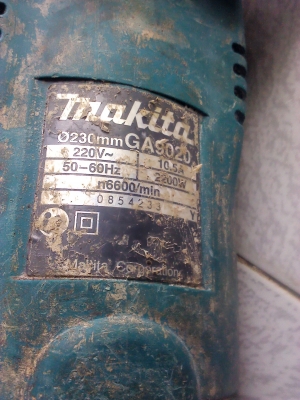 makita
Ø230mm GA9020
220V~ 10.5A
50-60Hz 2200W
n6600/min
0854233 Y
Makita Corporation